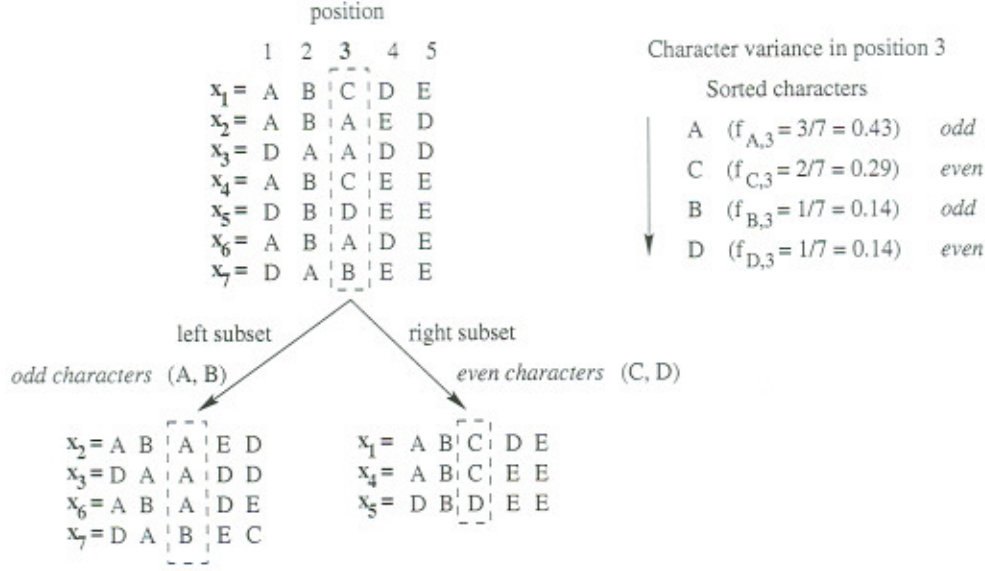 position
1 2 3 4 5
x1 = A B C D E
x2 = A B A E D
x3 = D A A D D
x4 = A B C E E
x5 = D B D E E
x6 = A B A D E
x7 = D A B E E
Character variance in position 3
Sorted characters
A (fA,3 = 3/7 = 0.43) odd
C (fC,3 = 2/7 = 0.29) even
B (fB,3 = 1/7 = 0.14) odd
D (fD,3 = 1/7 = 0.14) even
left subset
right subset
odd characters (A, B)
even characters (C, D)
x2 = A B A E D
x3 = D A A D D
x6 = A B A D E
x7 = D A B E C
x1 = A B C D E
x4 = A B C E E
x5 = D B D E E